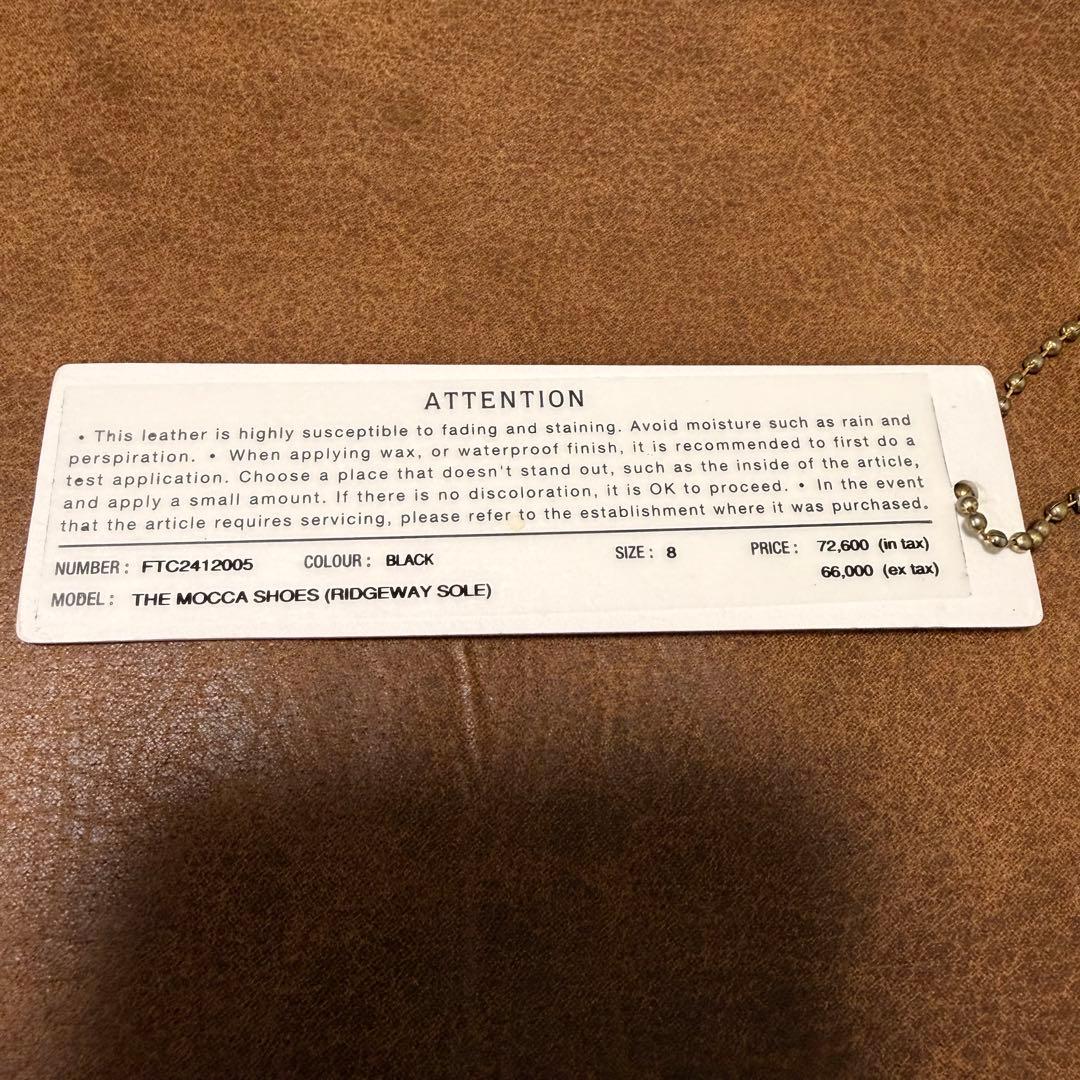 ATTENTION
• This leather is highly susceptible to fading and staining. Avoid moisture such as rain and
perspiration. • When applying wax, or waterproof finish, it is recommended to first do a
test application. Choose a place that doesn't stand out, such as the inside of the article,
and apply a small amount. If there is no discoloration, it is OK to proceed. • In the event
that the article requires servicing, please refer to the establishment where it was purchased.
NUMBER : FTC2412005 COLOUR : BLACK SIZE : 8 PRICE : 72,600 (in tax)
66,000 (ex tax)
MODEL : THE MOCCA SHOES (RIDGEWAY SOLE)